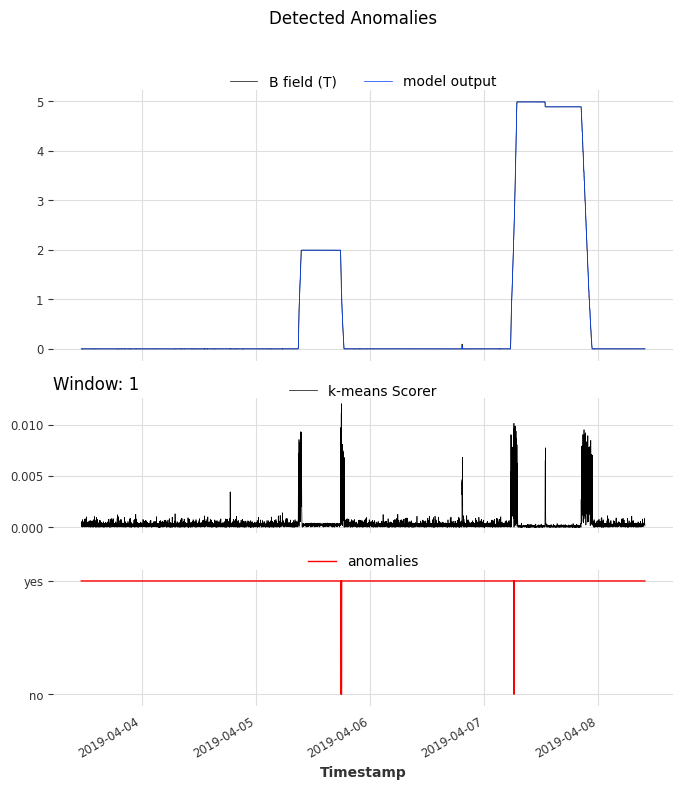 Detected Anomalies
B field (T) model output
5
4
3
2
1
0
Window: 1
k-means Scorer
0.010
0.005
0.000
anomalies
yes
no
2019-04-04 2019-04-05 2019-04-06 2019-04-07 2019-04-08
Timestamp